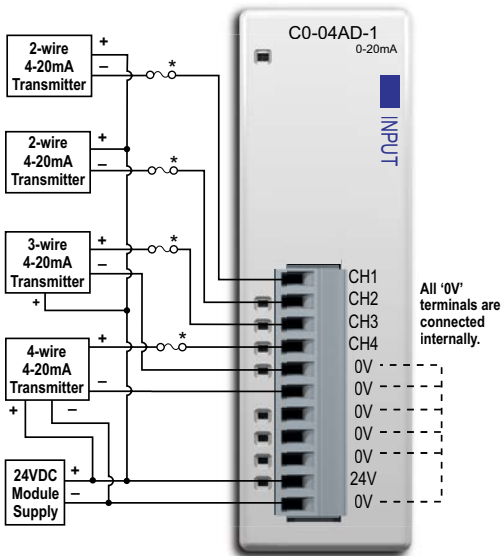 C0-04AD-1
0-20mA
INPUT
2-wire
4-20mA
Transmitter
+
–
*
2-wire
4-20mA
Transmitter
+
–
*
3-wire
4-20mA
Transmitter
+
–
+
*
4-wire
4-20mA
Transmitter
+
–
+
–
*
24VDC
Module
Supply
+
–
CH1
CH2
CH3
CH4
0V
0V
0V
0V
0V
24V
0V
All ‘0V’
terminals are
connected
internally.